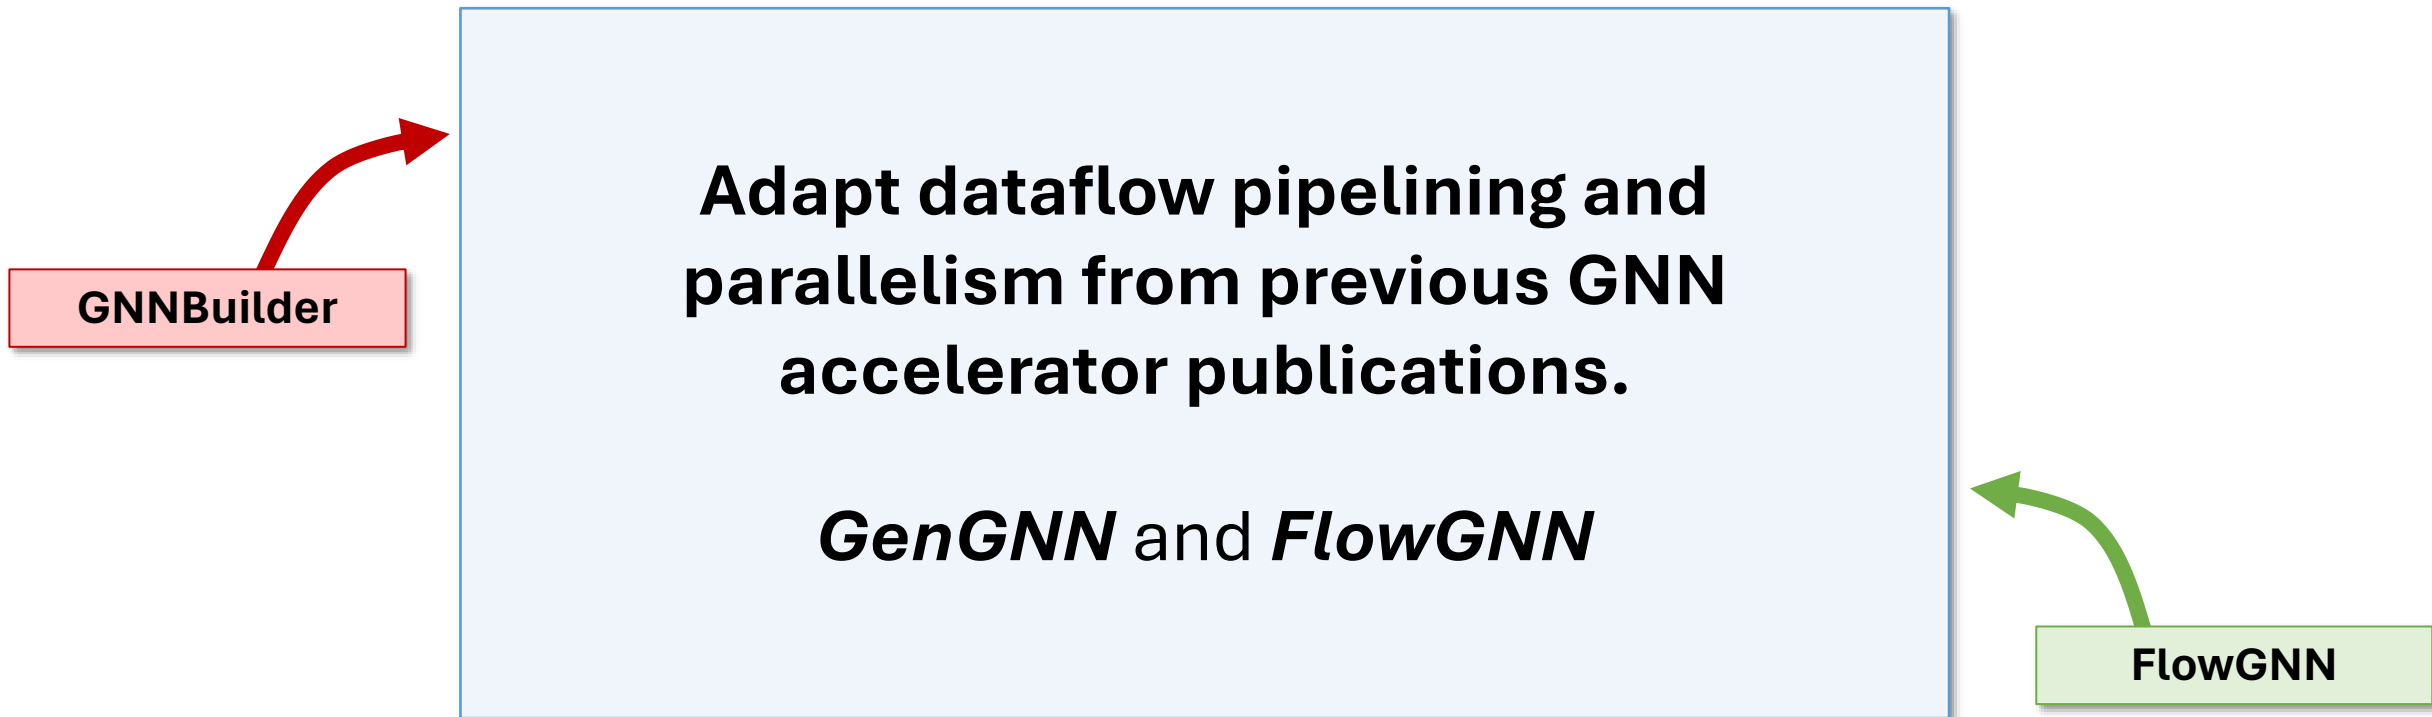 GNNBuilder
Adapt dataflow pipelining and
parallelism from previous GNN
accelerator publications.
GenGNN and FlowGNN
FlowGNN